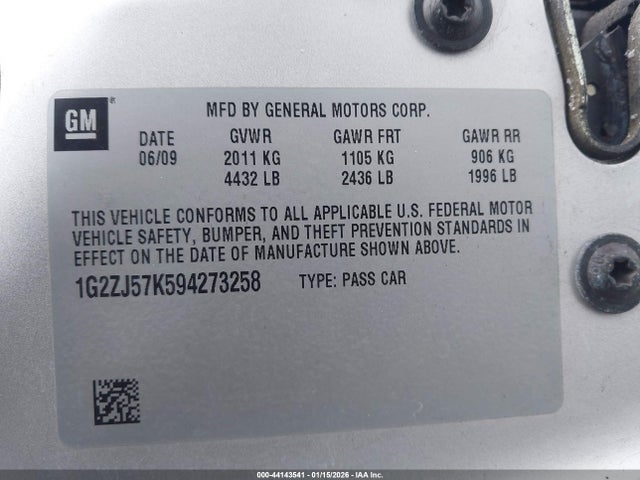 GM®
MFD BY GENERAL MOTORS CORP.
DATE GVWR GAWR FRT GAWR RR
06/09 2011 KG 1105 KG 906 KG
4432 LB 2436 LB 1996 LB
THIS VEHICLE CONFORMS TO ALL APPLICABLE U.S. FEDERAL MOTOR
VEHICLE SAFETY, BUMPER, AND THEFT PREVENTION STANDARDS IN
EFFECT ON THE DATE OF MANUFACTURE SHOWN ABOVE.
1G2ZJ57K594273258 TYPE: PASS CAR
000-44143541 - 01/15/2026 - IAA Inc.